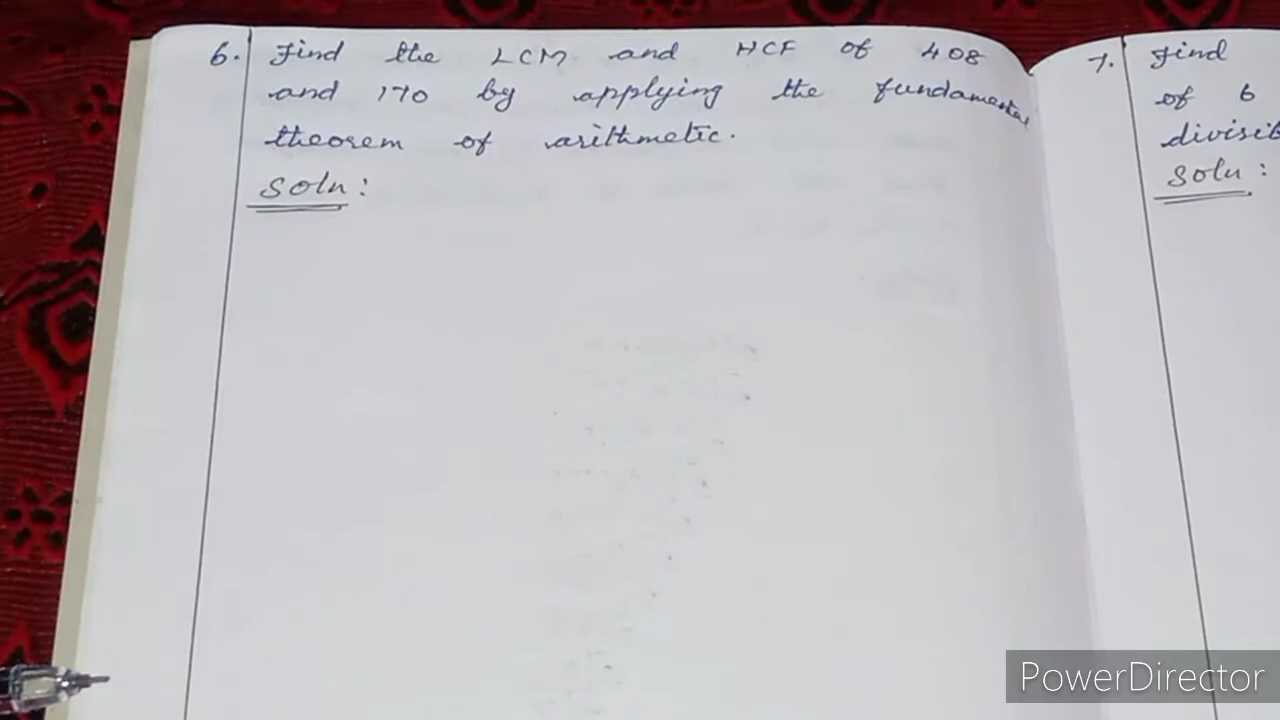 6. Find the LCM and HCF of 408
and 170 by applying the fundamental
theorem of arithmetic.
Soln:
7. Find
of 6
divisib
Soln:
PowerDirector